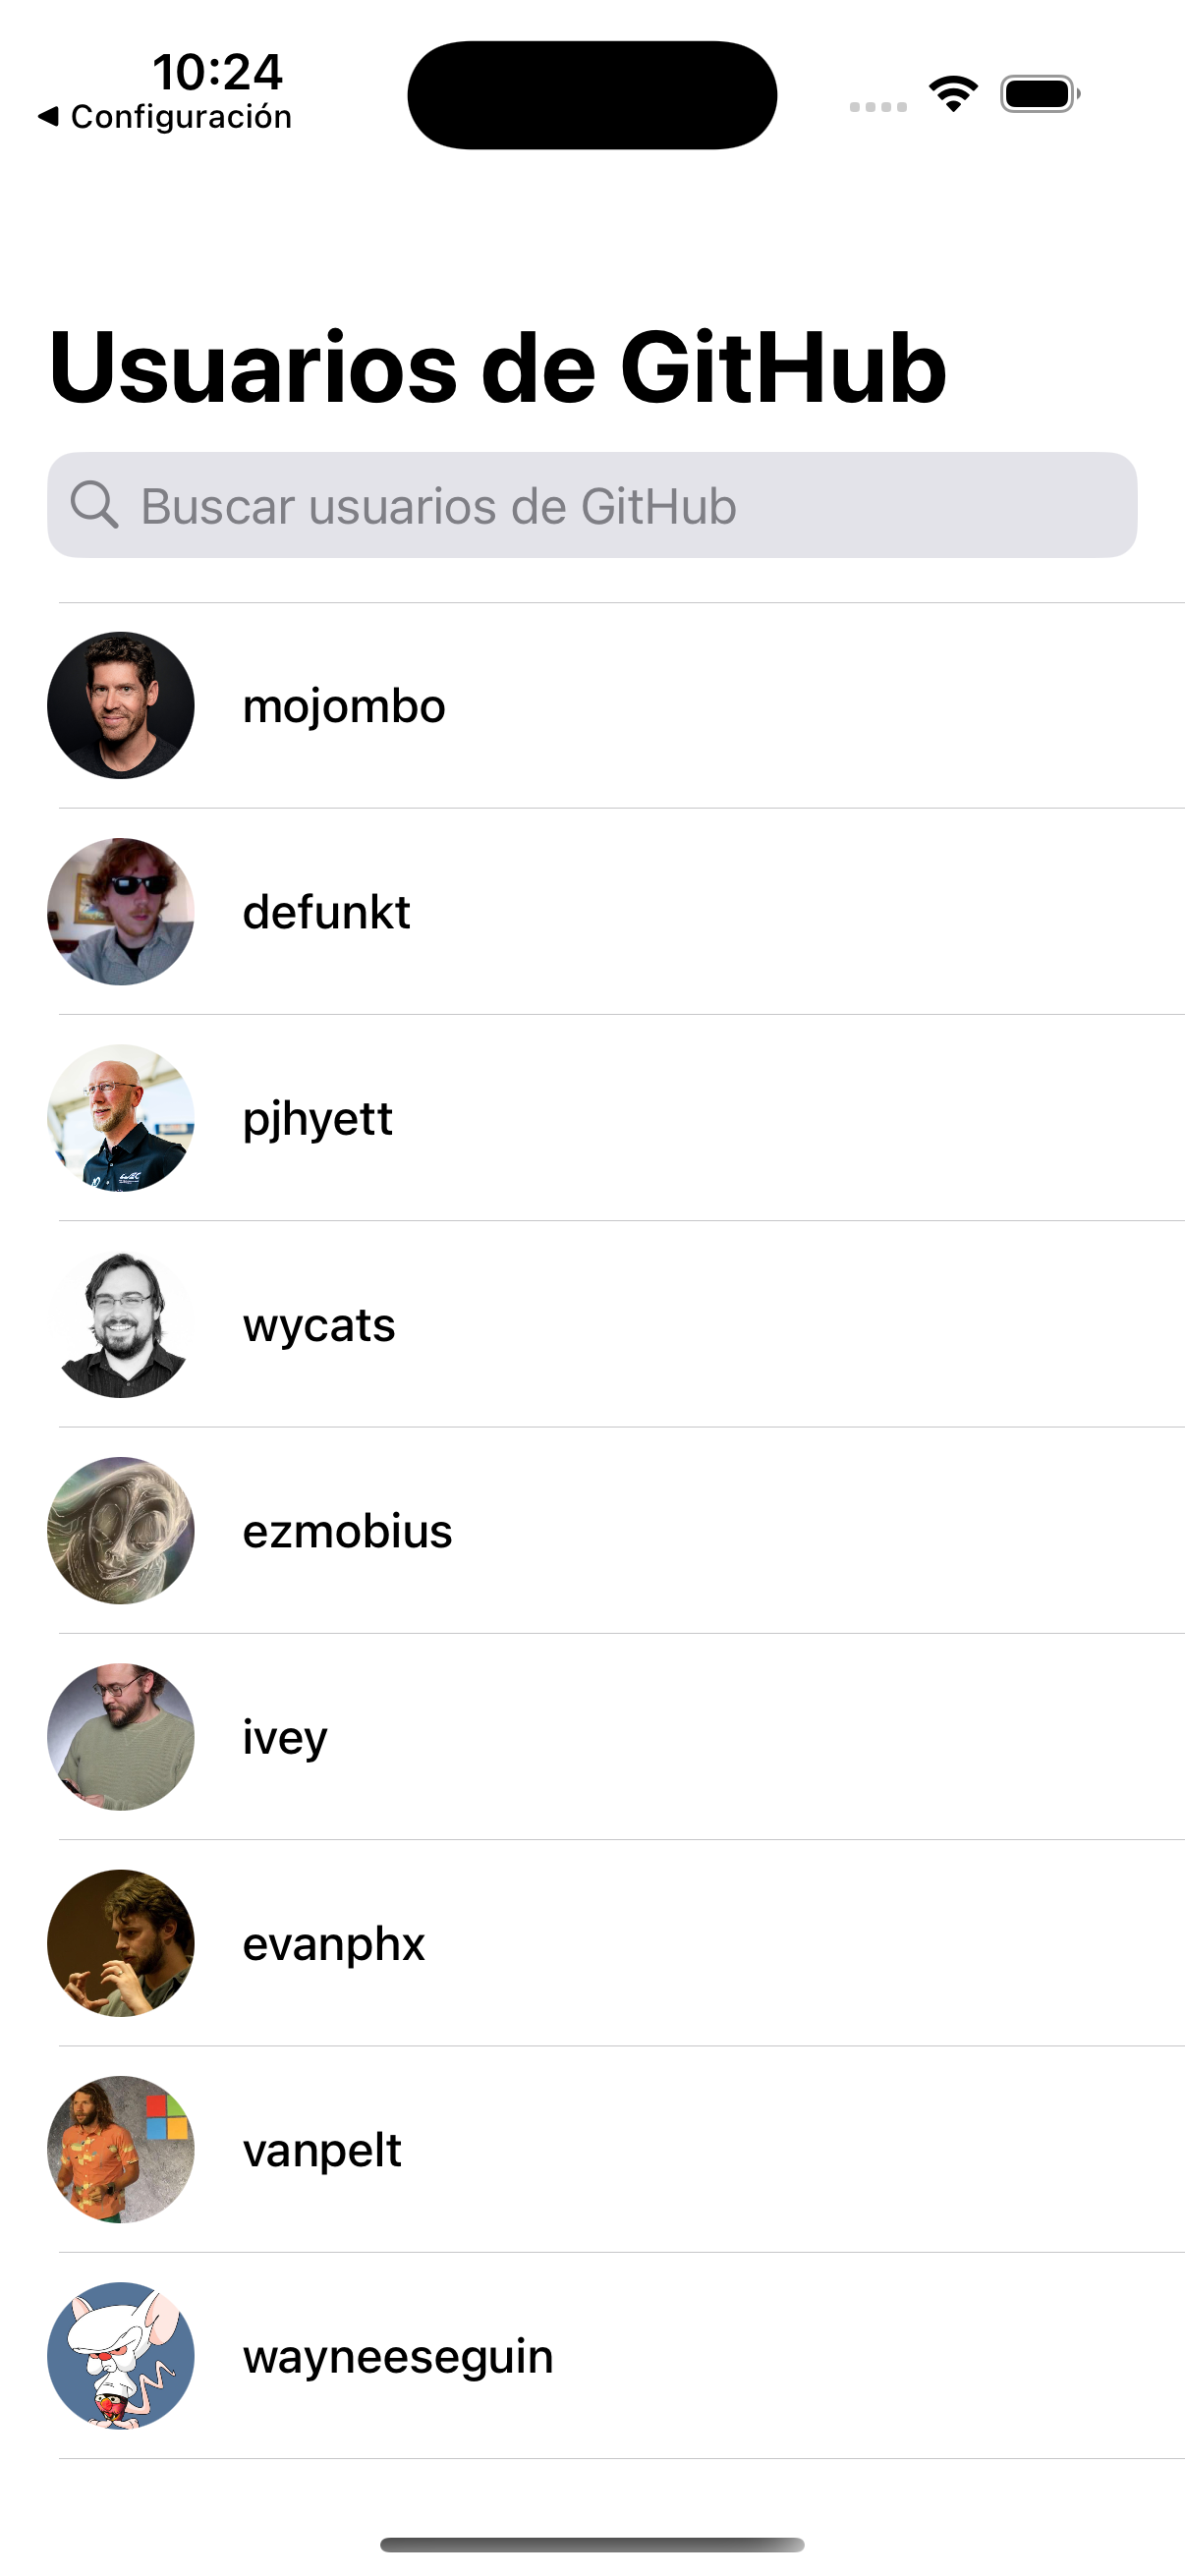 10:24
◀ Configuración
Usuarios de GitHub
Buscar usuarios de GitHub
mojombo
defunkt
pjhyett
wycats
ezmobius
ivey
evanphx
vanpelt
wayneeseguin